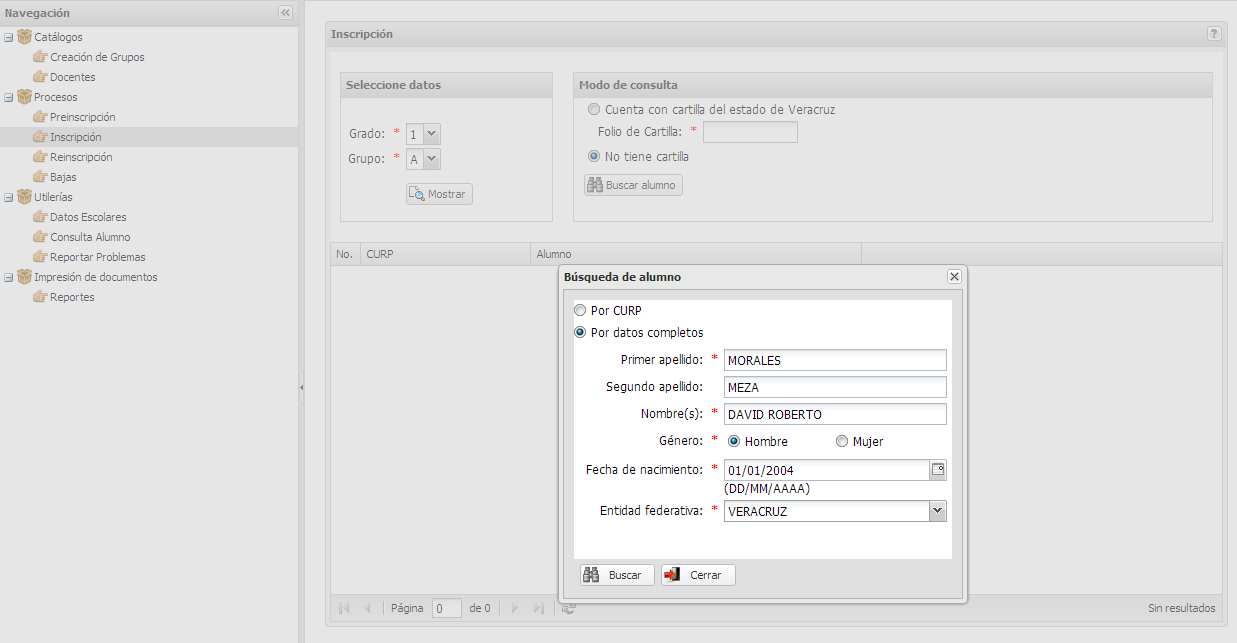 Navegación
Catálogos
Creación de Grupos
Docentes
Procesos
Preinscripción
Inscripción
Reinscripción
Bajas
Utilerías
Datos Escolares
Consulta Alumno
Reportar Problemas
Impresión de documentos
Reportes
Inscripción ?
Seleccione datos
Grado: * 1
Grupo: * A
Mostrar
Modo de consulta
Cuenta con cartilla del estado de Veracruz
Folio de Cartilla: *
No tiene cartilla
Buscar alumno
No. CURP Alumno
Búsqueda de alumno
Por CURP
Por datos completos
Primer apellido: * MORALES
Segundo apellido: MEZA
Nombre(s): * DAVID ROBERTO
Género: * Hombre Mujer
Fecha de nacimiento: * 01/01/2004
(DD/MM/AAAA)
Entidad federativa: * VERACRUZ
Buscar Cerrar
Página 0 de 0 Sin resultados